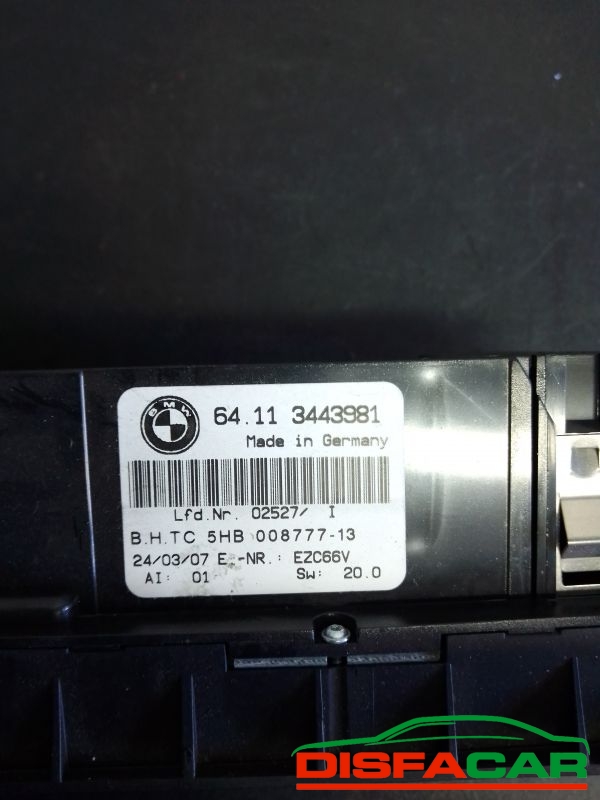 BMW
64.11 3443981
Made in Germany
Lfd.Nr. 02527/ I
B.H.TC 5HB 008777-13
24/03/07 E.-NR.: EZC66V
AI: 01 SW: 20.0
DISFACAR